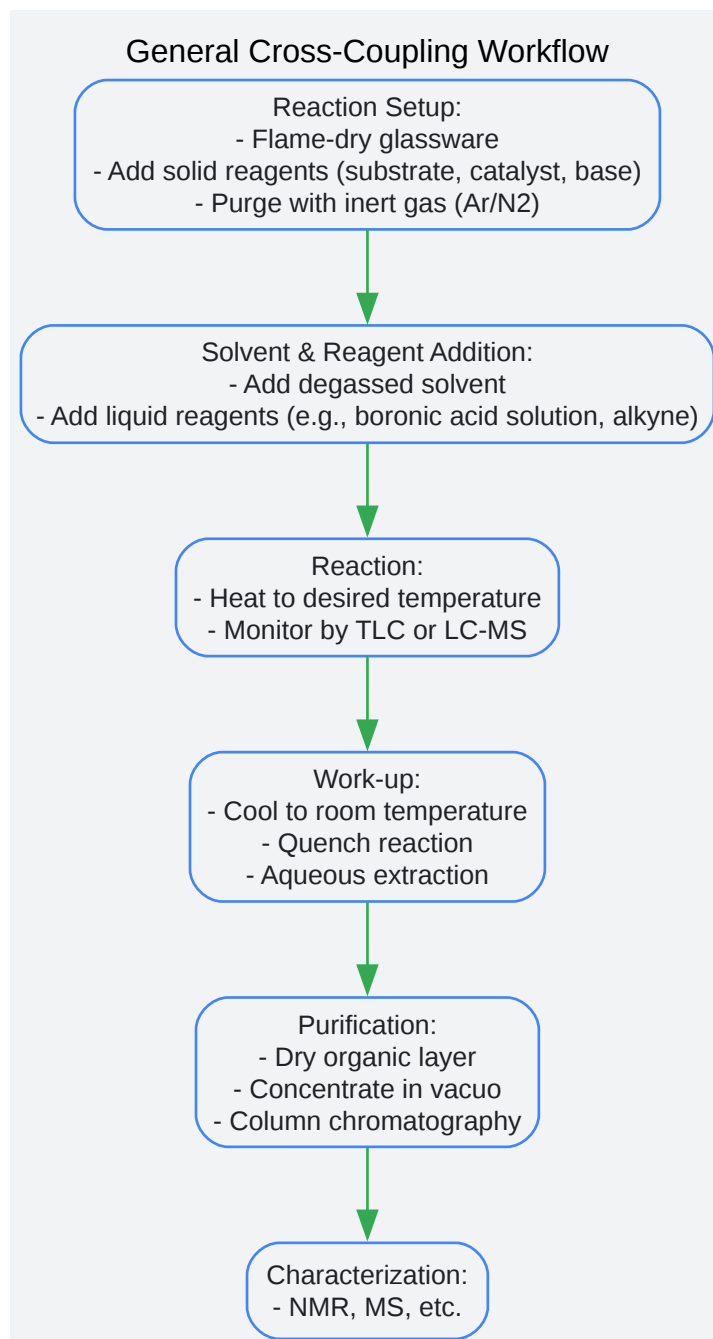 General Cross-Coupling Workflow
Reaction Setup:
- Flame-dry glassware
- Add solid reagents (substrate, catalyst, base)
- Purge with inert gas (Ar/N2)
Solvent & Reagent Addition:
- Add degassed solvent
- Add liquid reagents (e.g., boronic acid solution, alkyne)
Reaction:
- Heat to desired temperature
- Monitor by TLC or LC-MS
Work-up:
- Cool to room temperature
- Quench reaction
- Aqueous extraction
Purification:
- Dry organic layer
- Concentrate in vacuo
- Column chromatography
Characterization:
- NMR, MS, etc.